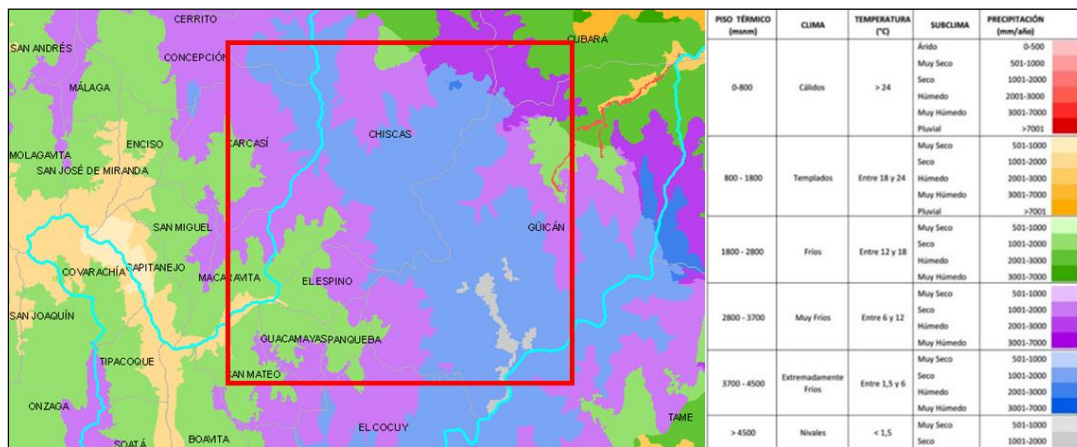 CERRITO
CUBARÁ
SAN ANDRÉS
CONCEPCIÓN
MÁLAGA
CHISCAS
ENCISO
CARCASÍ
MOLAGAVITA
SAN JOSÉ DE MIRANDA
SAN MIGUEL
GÜICÁN
COVARACHÍA
CAPITANEJO
MACARAVITA
EL ESPINO
SAN JOAQUÍN
GUACAMAYAS
PANQUEBA
TIPACOQUE
SAN MATEO
ONZAGA
TAME
EL COCUY
SOATÁ
BOAVITA
PISO TÉRMICO (msnm) CLIMA TEMPERATURA (°C) SUBCLIMA PRECIPITACIÓN (mm/año)
0-800 Cálidos > 24
Árido 0-500
Muy Seco 501-1000
Seco 1001-2000
Húmedo 2001-3000
Muy Húmedo 3001-7000
Pluvial >7001
800 - 1800 Templados Entre 18 y 24
Muy Seco 501-1000
Seco 1001-2000
Húmedo 2001-3000
Muy Húmedo 3001-7000
Pluvial >7001
1800 - 2800 Fríos Entre 12 y 18
Muy Seco 501-1000
Seco 1001-2000
Húmedo 2001-3000
Muy Húmedo 3001-7000
2800 - 3700 Muy Fríos Entre 6 y 12
Muy Seco 501-1000
Seco 1001-2000
Húmedo 2001-3000
Muy Húmedo 3001-7000
3700 - 4500 Extremadamente Fríos Entre 1,5 y 6
Muy Seco 501-1000
Seco 1001-2000
Húmedo 2001-3000
Muy Húmedo 3001-7000
> 4500 Nivales < 1,5
Muy Seco 501-1000
Seco 1001-2000